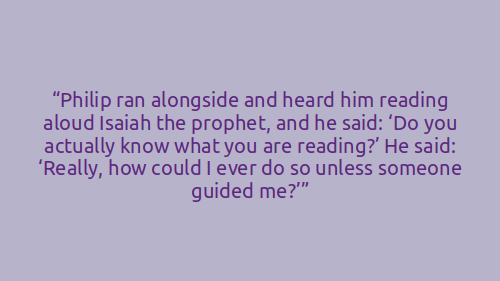 “Philip ran alongside and heard him reading
aloud Isaiah the prophet, and he said: ‘Do you
actually know what you are reading?’ He said:
‘Really, how could I ever do so unless someone
guided me?’”